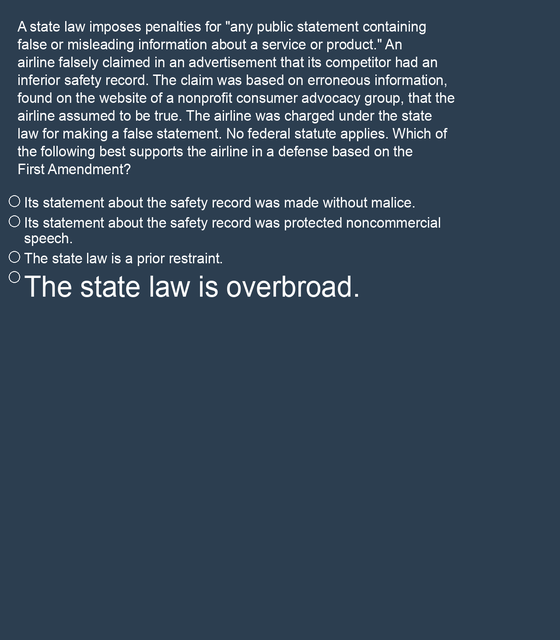 A state law imposes penalties for "any public statement containing
false or misleading information about a service or product." An
airline falsely claimed in an advertisement that its competitor had an
inferior safety record. The claim was based on erroneous information,
found on the website of a nonprofit consumer advocacy group, that the
airline assumed to be true. The airline was charged under the state
law for making a false statement. No federal statute applies. Which of
the following best supports the airline in a defense based on the
First Amendment?
Its statement about the safety record was made without malice.
Its statement about the safety record was protected noncommercial
speech.
The state law is a prior restraint.
The state law is overbroad.